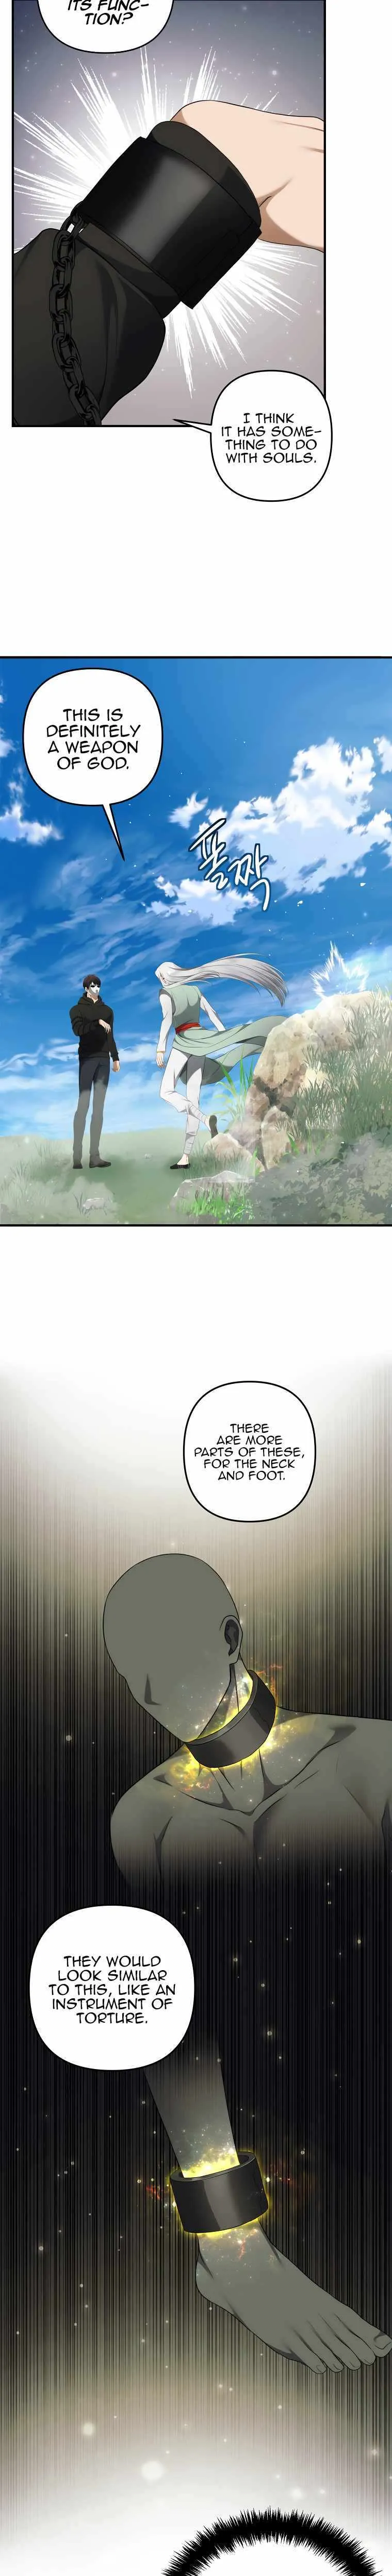 ITS FUNC-
TION?
I THINK
IT HAS SOME-
THING TO DO
WITH SOULS.
THIS IS
DEFINITELY
A WEAPON
OF GOD.
폴짝
THERE
ARE MORE
PARTS OF THESE,
FOR THE NECK
AND FOOT.
THEY WOULD
LOOK SIMILAR
TO THIS, LIKE AN
INSTRUMENT OF
TORTURE.